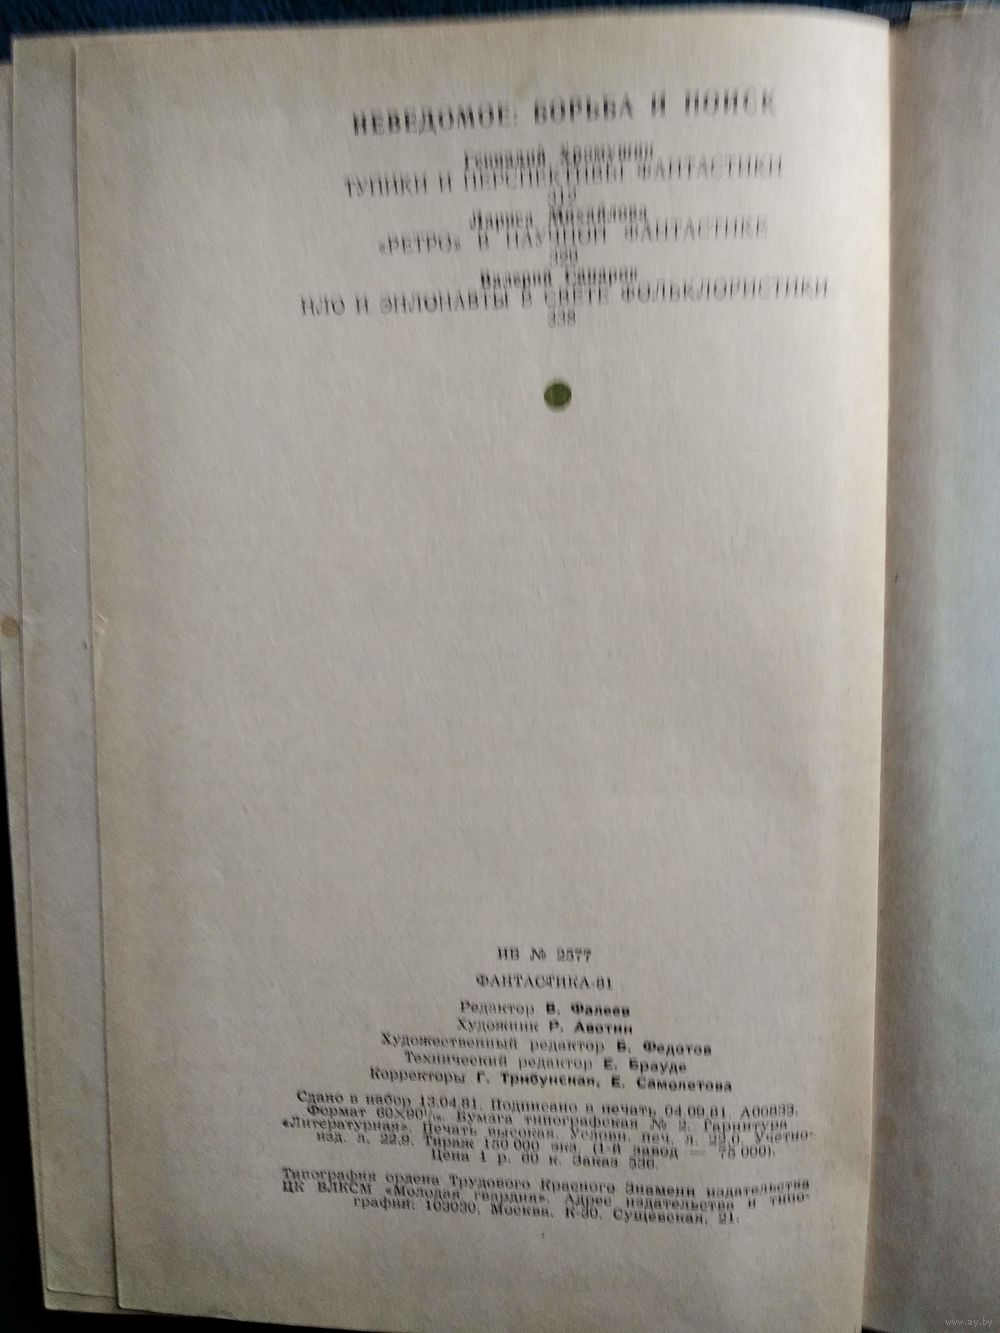 НЕВЕДОМОЕ: БОРЬБА И ПОИСК
Геннадий Хромушин
ТУПИКИ И ПЕРСПЕКТИВЫ ФАНТАСТИКИ
Лариса Михайлова
«РЕТРО» В НАУЧНОЙ ФАНТАСТИКЕ
Валерий Санаров
НЛО И ЭНЛОНАВТЫ В СВЕТЕ ФОЛЬКЛОРИСТИКИ
338
ИБ № 2577
ФАНТАСТИКА-81
Редактор В. Фалеев
Художник Р. Авотин
Художественный редактор Б. Федотов
Технический редактор Е. Брауде
Корректоры Г. Трибунская, Е. Самолетова
Сдано в набор 13.04.81. Подписано в печать 04.09.81. А00833.
Формат 60×90¹/₁₆. Бумага типографская № 2. Гарнитура
«Литературная». Печать высокая. Условн. печ. л. 22,0. Учетно-
изд. л. 22,9. Тираж 150 000 экз. (1-й завод — 75 000).
Цена 1 р. 60 к. Заказ 536.
Типография ордена Трудового Красного Знамени издательства
ЦК ВЛКСМ «Молодая гвардия». Адрес издательства и типо-
графии: 103030, Москва, К-30, Сущевская, 21.
www.ay.by